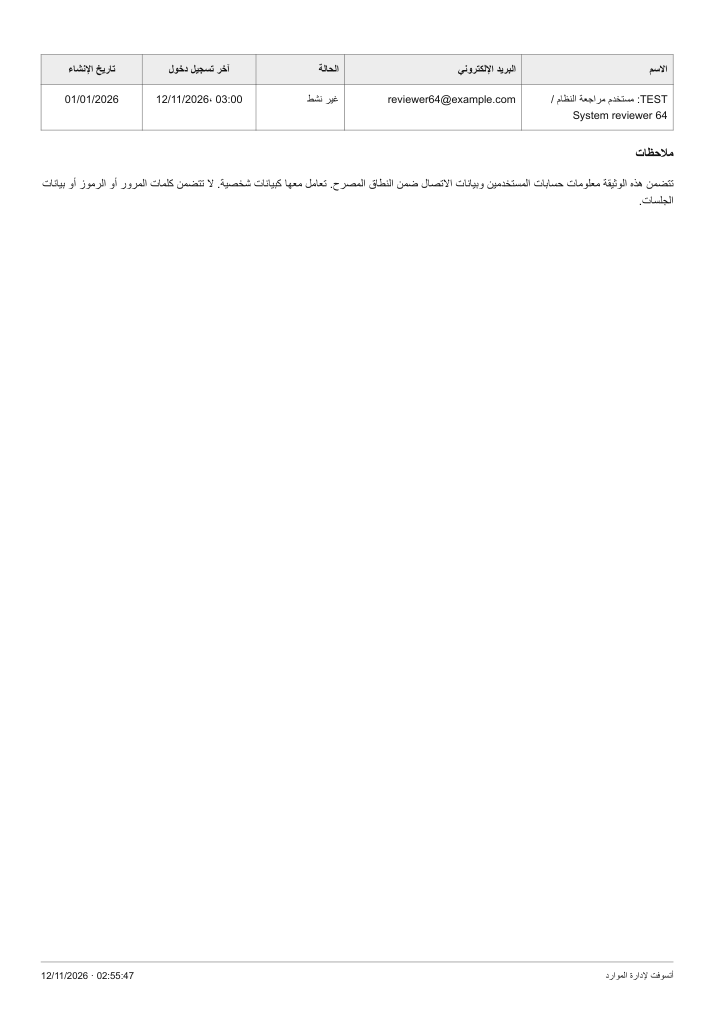 الاسم البريد الإلكتروني الحالة آخر تسجيل دخول تاريخ الإنشاء
TEST: مستخدم مراجعة النظام / reviewer64@example.com غير نشط 12/11/2026، 03:00 01/01/2026
System reviewer 64
ملاحظات
تتضمن هذه الوثيقة معلومات حسابات المستخدمين وبيانات الاتصال ضمن النطاق المصرح. تعامل معها كبيانات شخصية. لا تتضمن كلمات المرور أو الرموز أو بيانات
الجلسات.
أتسوفت لإدارة الموارد 12/11/2026 · 02:55:47